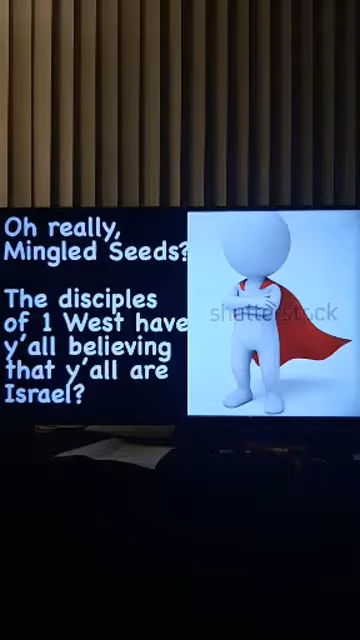 Oh really,
Mingled Seeds?
The disciples
of 1 West have
y'all believing
that y'all are
Israel?
shutterstock